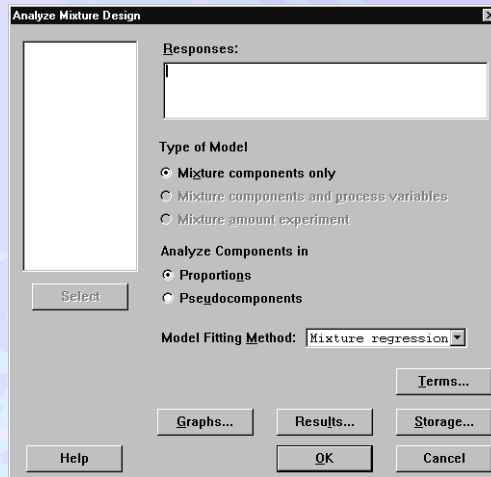 Analyze Mixture Design
Responses:
Type of Model
Mixture components only
Mixture components and process variables
Mixture amount experiment
Analyze Components in
Proportions
Pseudocomponents
Select
Model Fitting Method: Mixture regression
Terms...
Graphs... Results... Storage...
Help OK Cancel